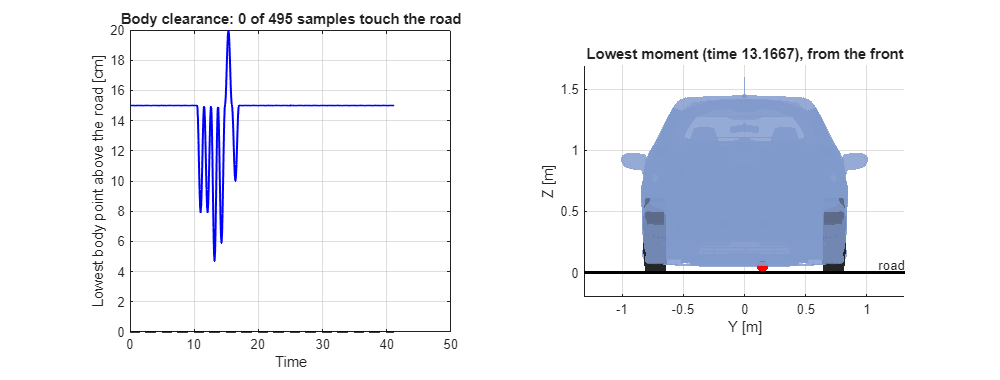 Body clearance: 0 of 495 samples touch the road
Lowest body point above the road [cm]
20
18
16
14
12
10
8
6
4
2
0
0 10 20 30 40 50
Time
Lowest moment (time 13.1667), from the front
Z [m]
1.5
1
0.5
0
road
-1 -0.5 0 0.5 1
Y [m]